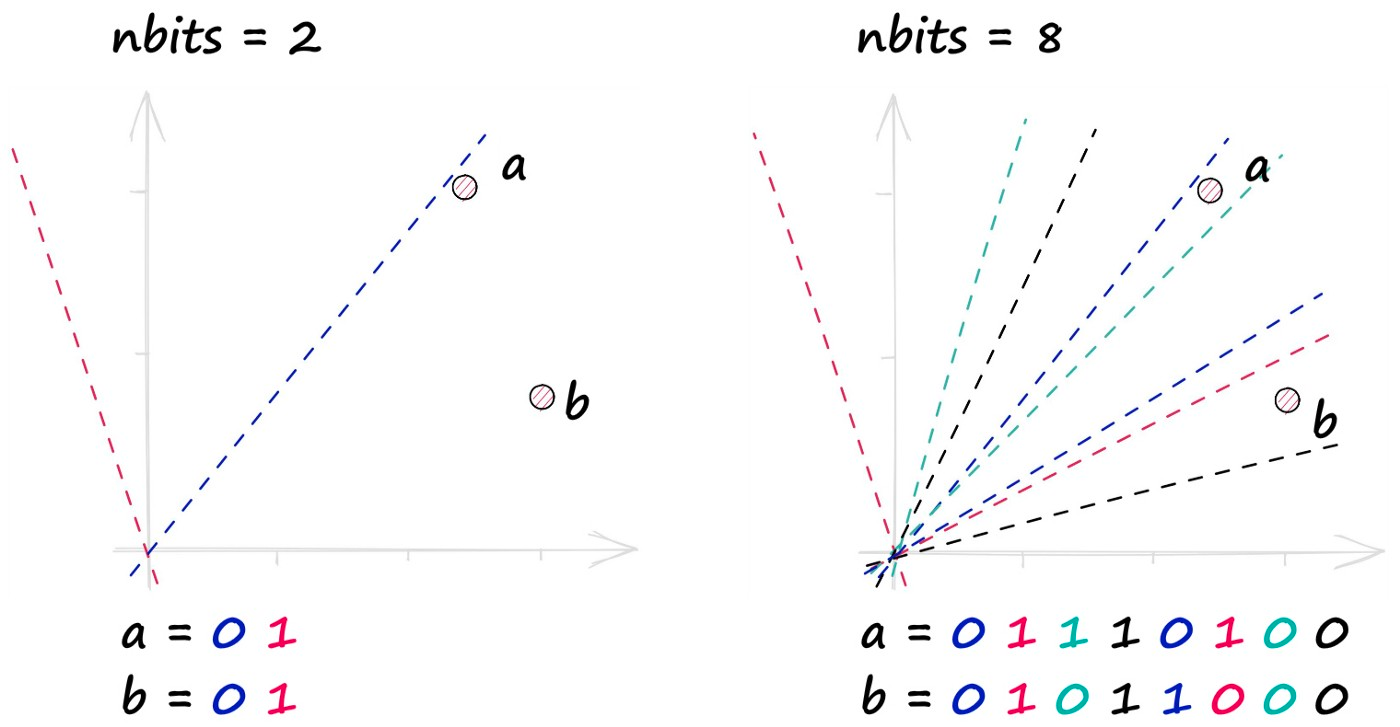 nbits = 2
a
b
a = 0 1
b = 0 1
nbits = 8
a
b
a = 0 1 1 1 0 1 0 0
b = 0 1 0 1 1 0 0 0